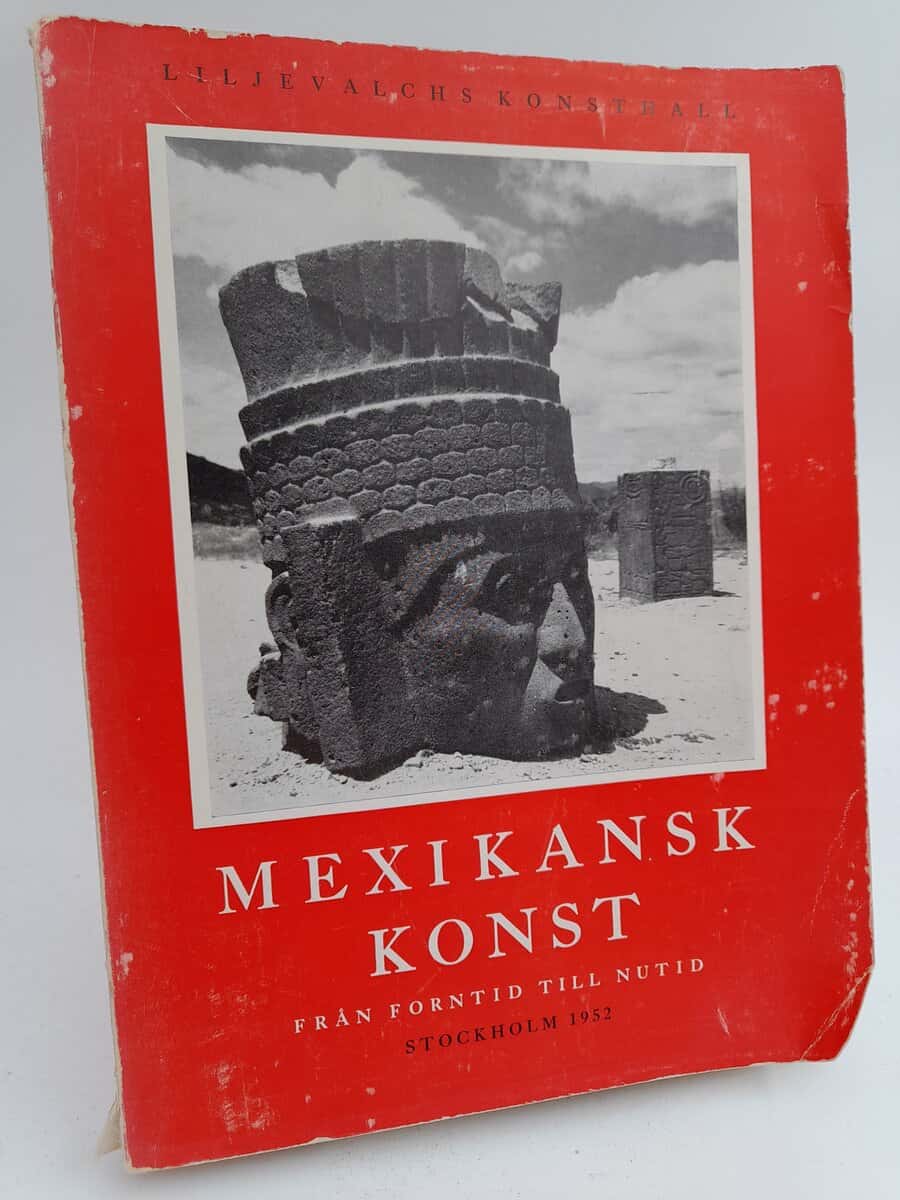 LILJEVALCHS KONSTHALL
MEXIKANSK
KONST
FRÅN FORNTID TILL NUTID
STOCKHOLM 1952